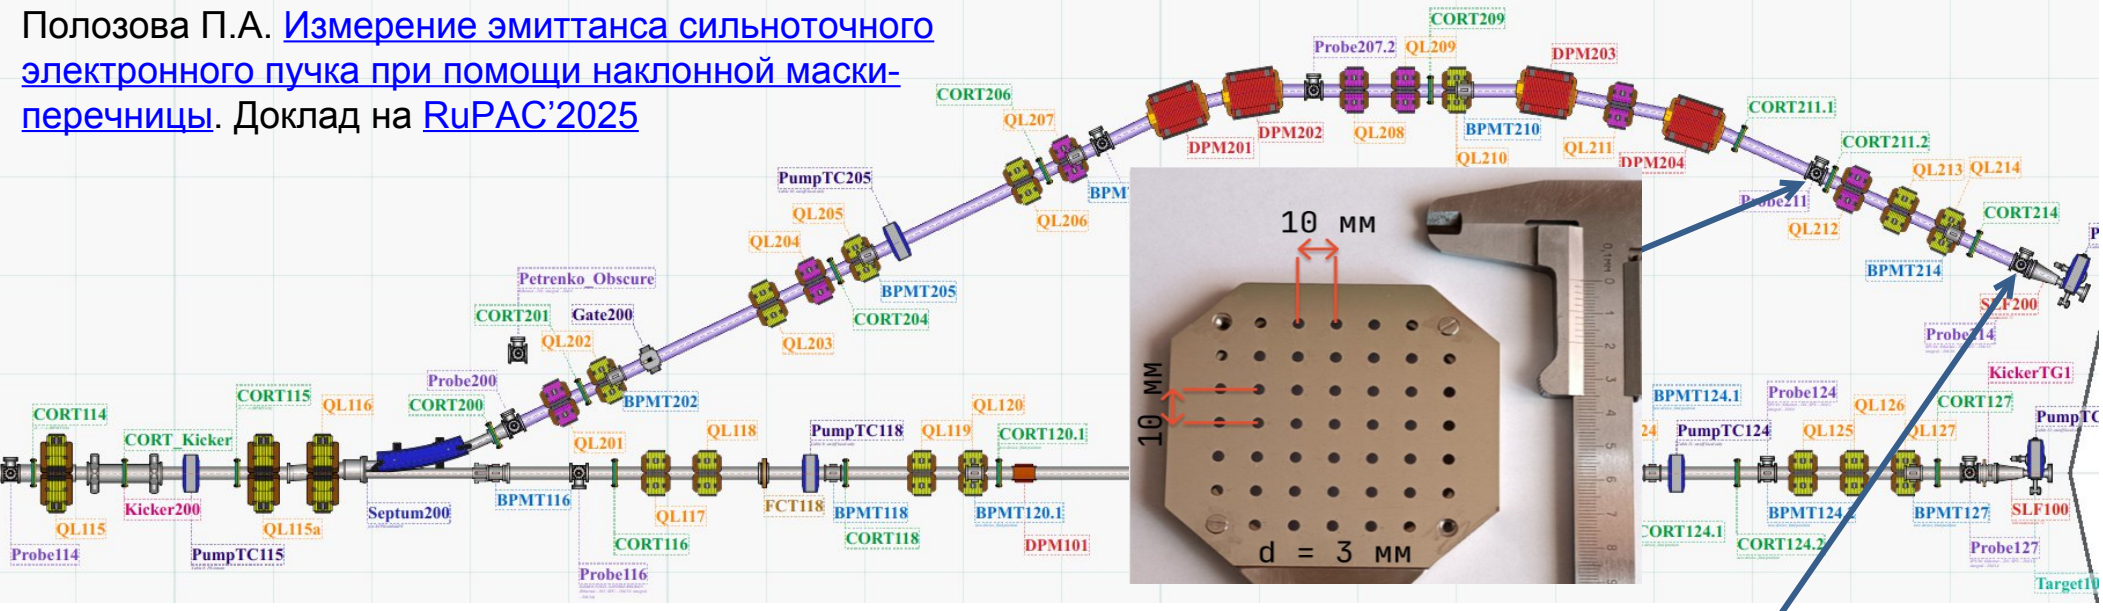 Полозова П.А. Измерение эмиттанса сильноточного
электронного пучка при помощи наклонной маски-
перечницы. Доклад на RuPAC’2025
CORT209
Probe207.2
QL209
DPM203
CORT206
QL207
DPM201
DPM202
QL208
BPMT210
QL210
QL211
DPM204
CORT211.1
CORT211.2
PumpTC205
QL206
QL205
QL204
BPMT205
CORT204
QL203
Probe211
QL212
QL213
QL214
CORT214
BPMT214
SLF200
Probe214
Petrenko_Obscure
CORT201
Gate200
QL202
Probe200
CORT200
BPMT202
QL201
10 мм
10 мм
d = 3 мм
CORT114
CORT115
QL116
CORT_Kicker
QL115
Kicker200
QL115a
Septum200
Probe114
PumpTC115
BPMT116
QL118
QL117
CORT116
Probe116
PumpTC118
FCT118
BPMT118
CORT118
QL119
QL120
CORT120.1
BPMT120.1
DPM101
KickerTG1
BPMT124.1
Probe124
QL126
CORT127
PumpTC124
QL125
QL127
CORT124.1
CORT124.2
BPMT127
SLF100
Probe127